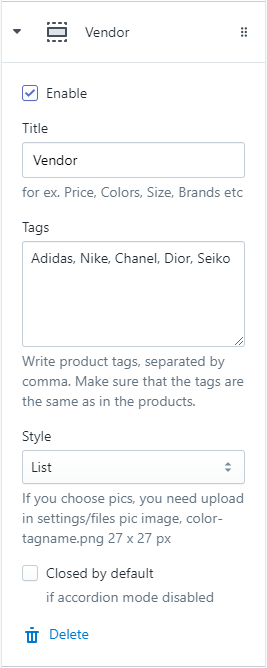 Vendor
Enable
Title
Vendor
for ex. Price, Colors, Size, Brands etc
Tags
Adidas, Nike, Chanel, Dior, Seiko
Write product tags, separated by
comma. Make sure that the tags are
the same as in the products.
Style
List
If you choose pics, you need upload
in settings/files pic image, color-
tagname.png 27 x 27 px
Closed by default
if accordion mode disabled
Delete